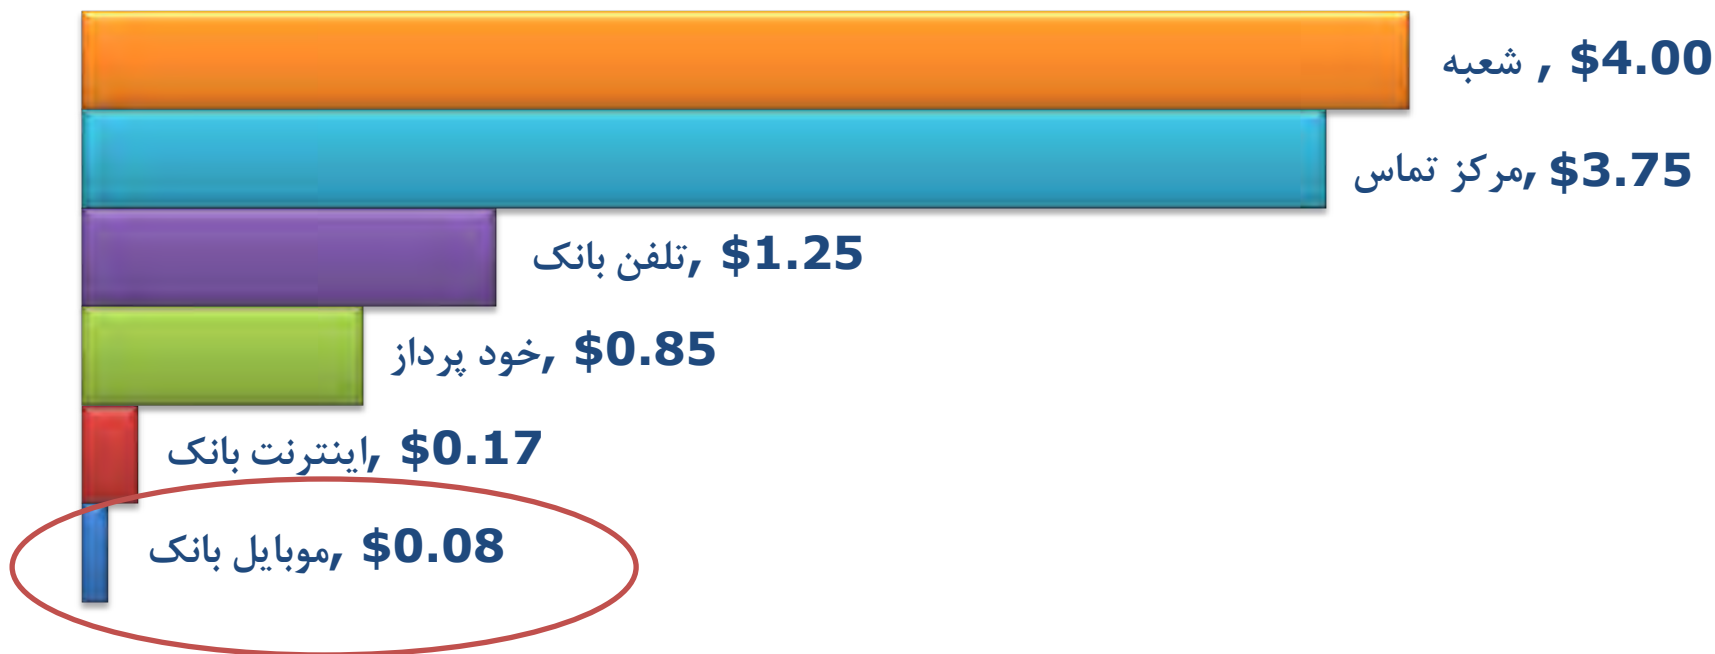 شعبه , $4.00
مرکز تماس, $3.75
تلفن بانک, $1.25
خود پرداز, $0.85
اینترنت بانک, $0.17
موبایل بانک, $0.08